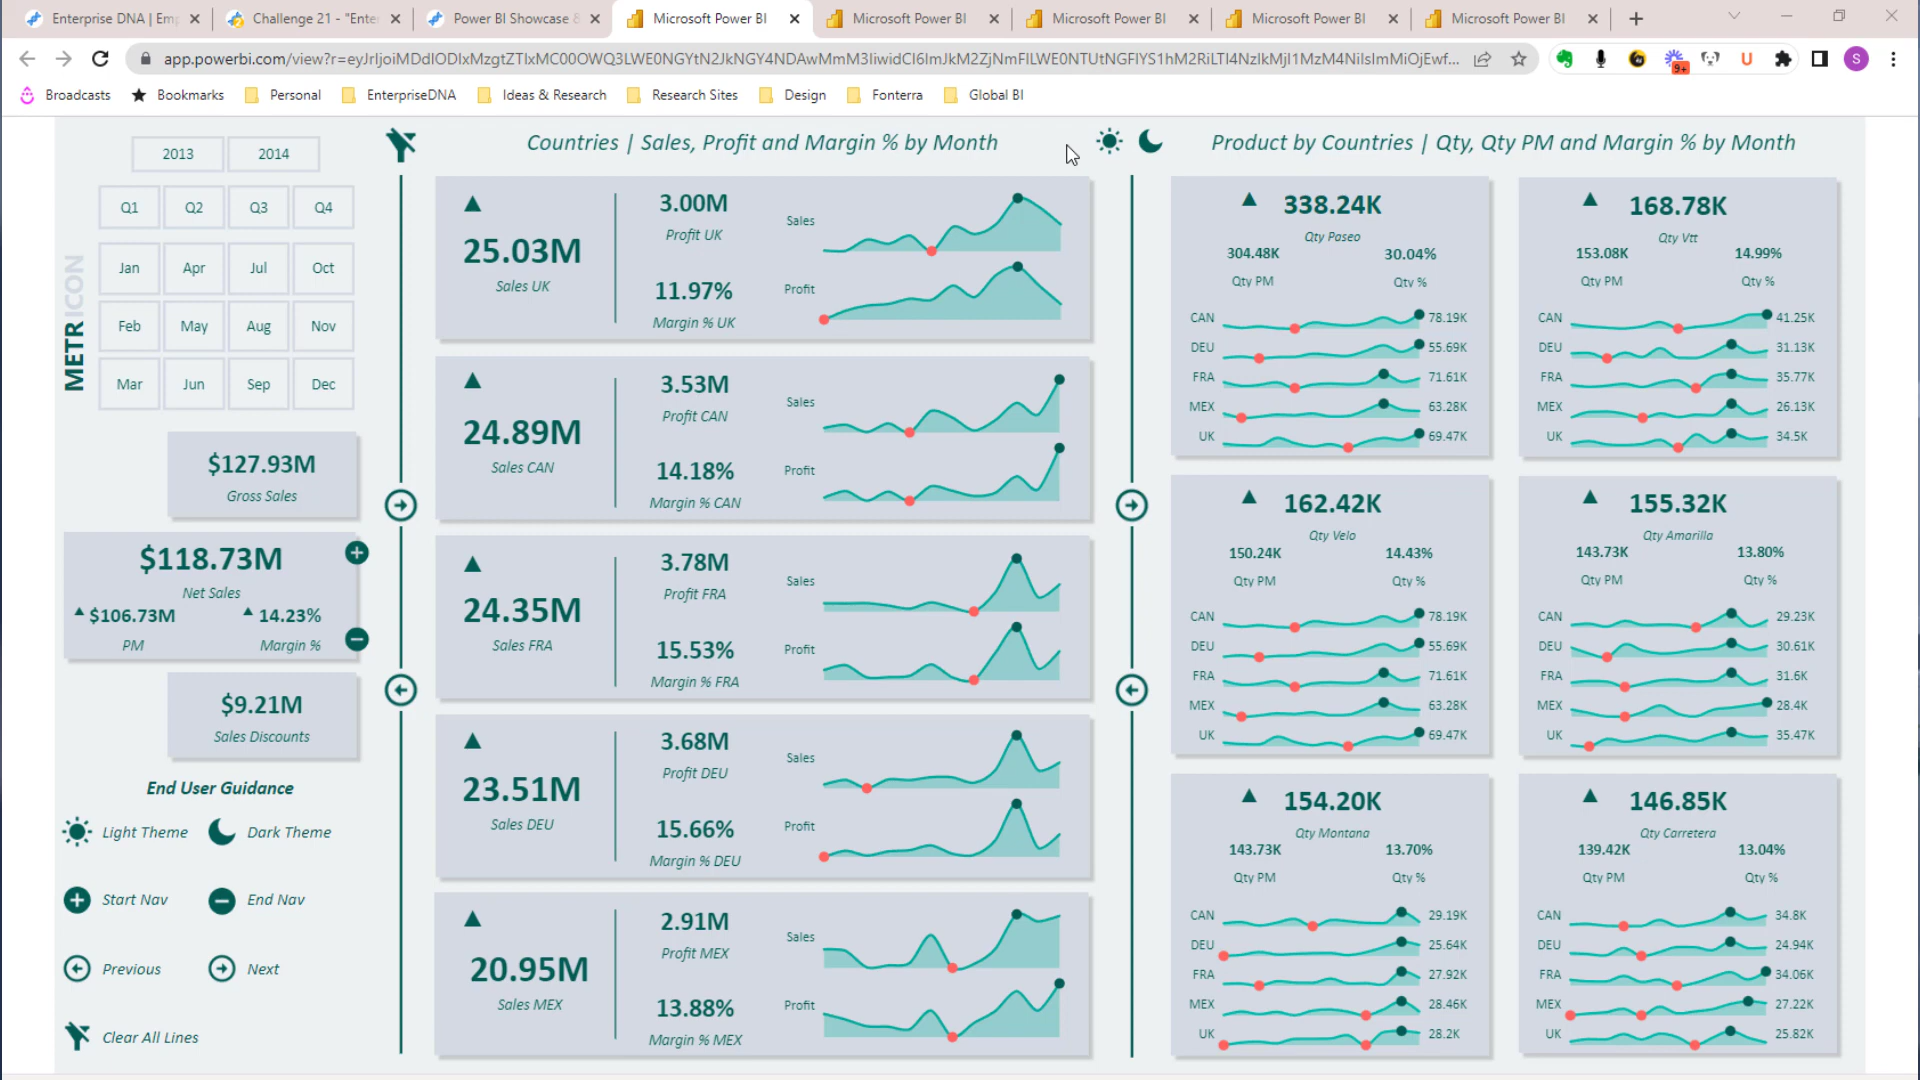 Enterprise DNA | Emp
Challenge 21 - "Enter
Power BI Showcase &
Microsoft Power BI
Microsoft Power BI
Microsoft Power BI
Microsoft Power BI
Microsoft Power BI
Broadcasts
Bookmarks
Personal
EnterpriseDNA
Ideas & Research
Research Sites
Design
Fonterra
Global BI
9+
U
S
METRICON
2013 2014
Q1 Q2 Q3 Q4
Jan Apr Jul Oct
Feb May Aug Nov
Mar Jun Sep Dec
$127.93M
Gross Sales
$118.73M
Net Sales
$106.73M 14.23%
PM Margin %
$9.21M
Sales Discounts
End User Guidance
Light Theme Dark Theme
Start Nav End Nav
Previous Next
Clear All Lines
Countries | Sales, Profit and Margin % by Month
25.03M
Sales UK
3.00M
Profit UK
11.97%
Margin % UK
Sales
Profit
24.89M
Sales CAN
3.53M
Profit CAN
14.18%
Margin % CAN
Sales
Profit
24.35M
Sales FRA
3.78M
Profit FRA
15.53%
Margin % FRA
Sales
Profit
23.51M
Sales DEU
3.68M
Profit DEU
15.66%
Margin % DEU
Sales
Profit
20.95M
Sales MEX
2.91M
Profit MEX
13.88%
Margin % MEX
Sales
Profit
Product by Countries | Qty, Qty PM and Margin % by Month
338.24K
Qty Paseo
304.48K 30.04%
Qty PM Qty %
CAN 78.19K
DEU 55.69K
FRA 71.61K
MEX 63.28K
UK 69.47K
168.78K
Qty Vtt
153.08K 14.99%
Qty PM Qty %
CAN 41.25K
DEU 31.13K
FRA 35.77K
MEX 26.13K
UK 34.5K
162.42K
Qty Velo
150.24K 14.43%
Qty PM Qty %
CAN 78.19K
DEU 55.69K
FRA 71.61K
MEX 63.28K
UK 69.47K
155.32K
Qty Amarilla
143.73K 13.80%
Qty PM Qty %
CAN 29.23K
DEU 30.61K
FRA 31.6K
MEX 28.4K
UK 35.47K
154.20K
Qty Montana
143.73K 13.70%
Qty PM Qty %
CAN 29.19K
DEU 25.64K
FRA 27.92K
MEX 28.46K
UK 28.2K
146.85K
Qty Carretera
139.42K 13.04%
Qty PM Qty %
CAN 34.8K
DEU 24.94K
FRA 34.06K
MEX 27.22K
UK 25.82K